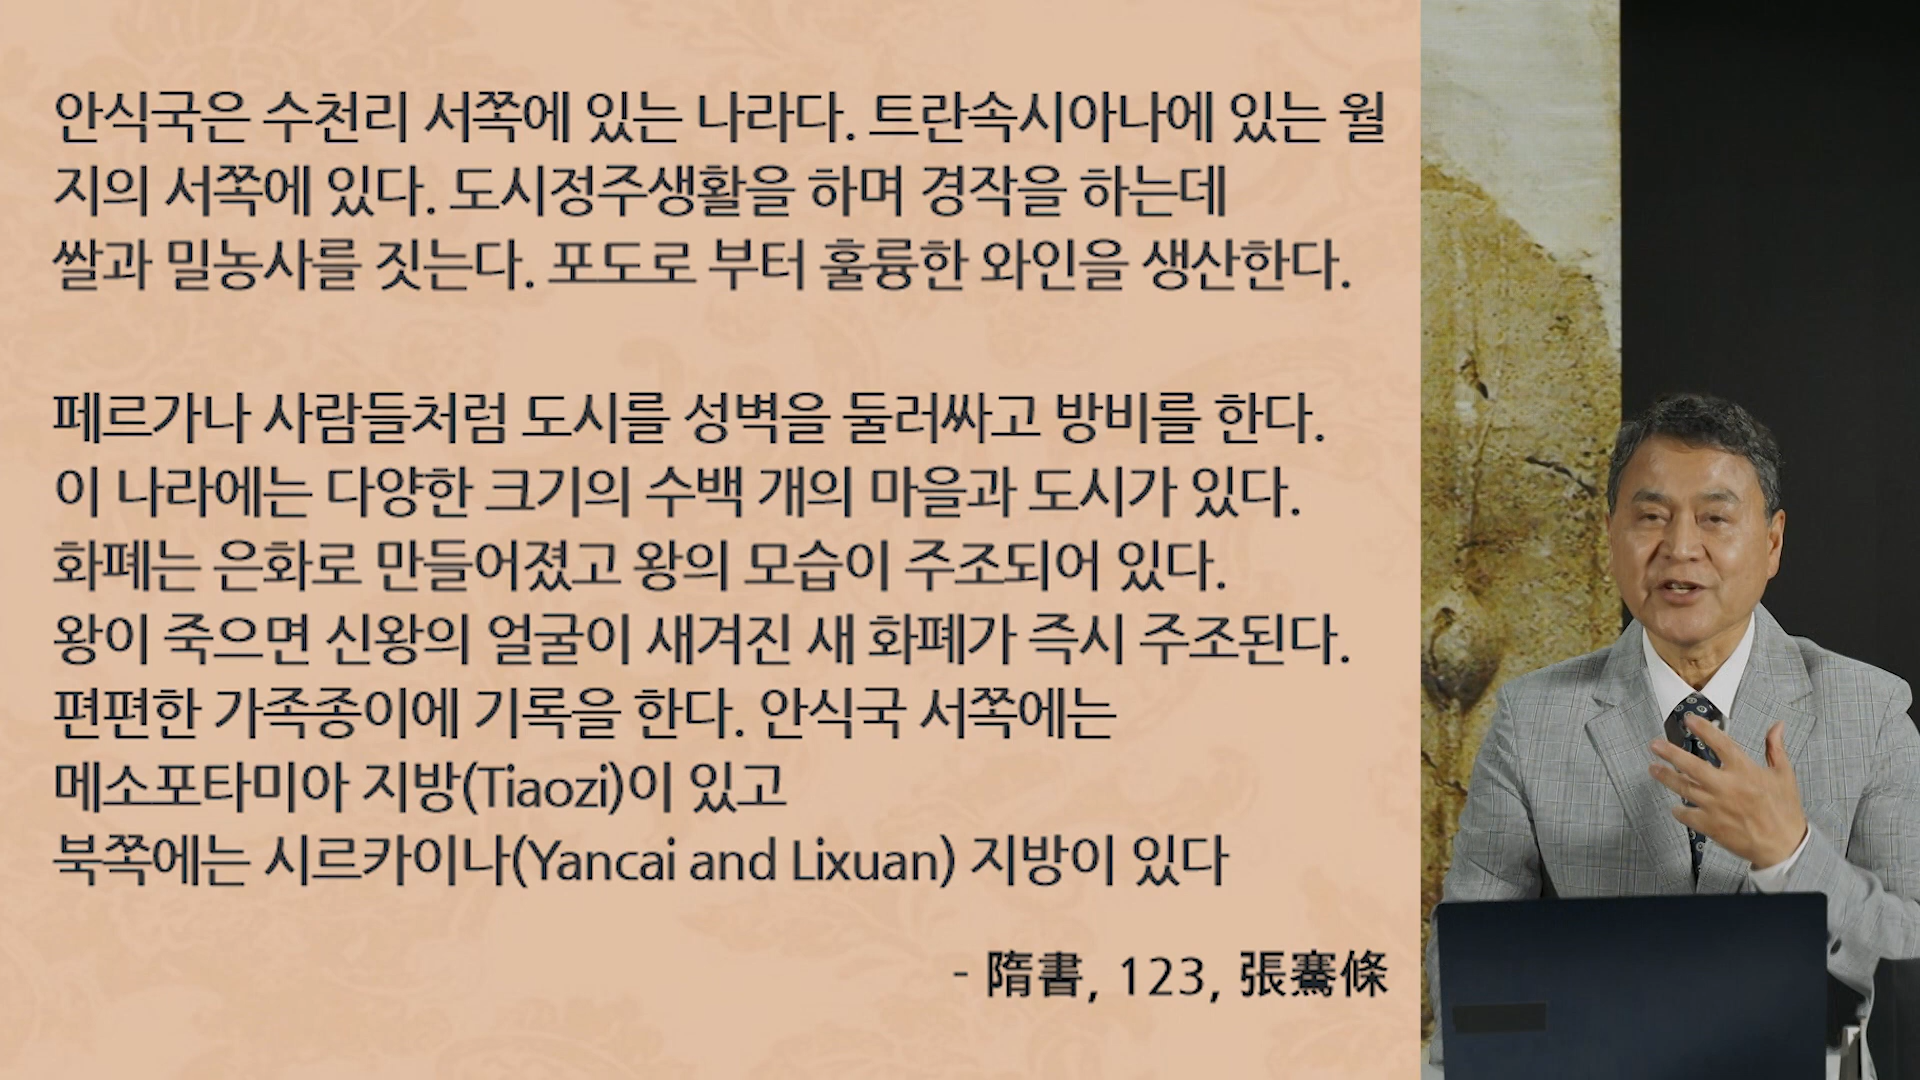 안식국은 수천리 서쪽에 있는 나라다. 트란속시아나에 있는 월
지의 서쪽에 있다. 도시정주생활을 하며 경작을 하는데
쌀과 밀농사를 짓는다. 포도로 부터 훌륭한 와인을 생산한다.
페르가나 사람들처럼 도시를 성벽을 둘러싸고 방비를 한다.
이 나라에는 다양한 크기의 수백 개의 마을과 도시가 있다.
화폐는 은화로 만들어졌고 왕의 모습이 주조되어 있다.
왕이 죽으면 신왕의 얼굴이 새겨진 새 화폐가 즉시 주조된다.
편편한 가족종이에 기록을 한다. 안식국 서쪽에는
메소포타미아 지방(Tiaozi)이 있고
북쪽에는 시르카이나(Yancai and Lixuan) 지방이 있다
- 隋書, 123, 張騫條